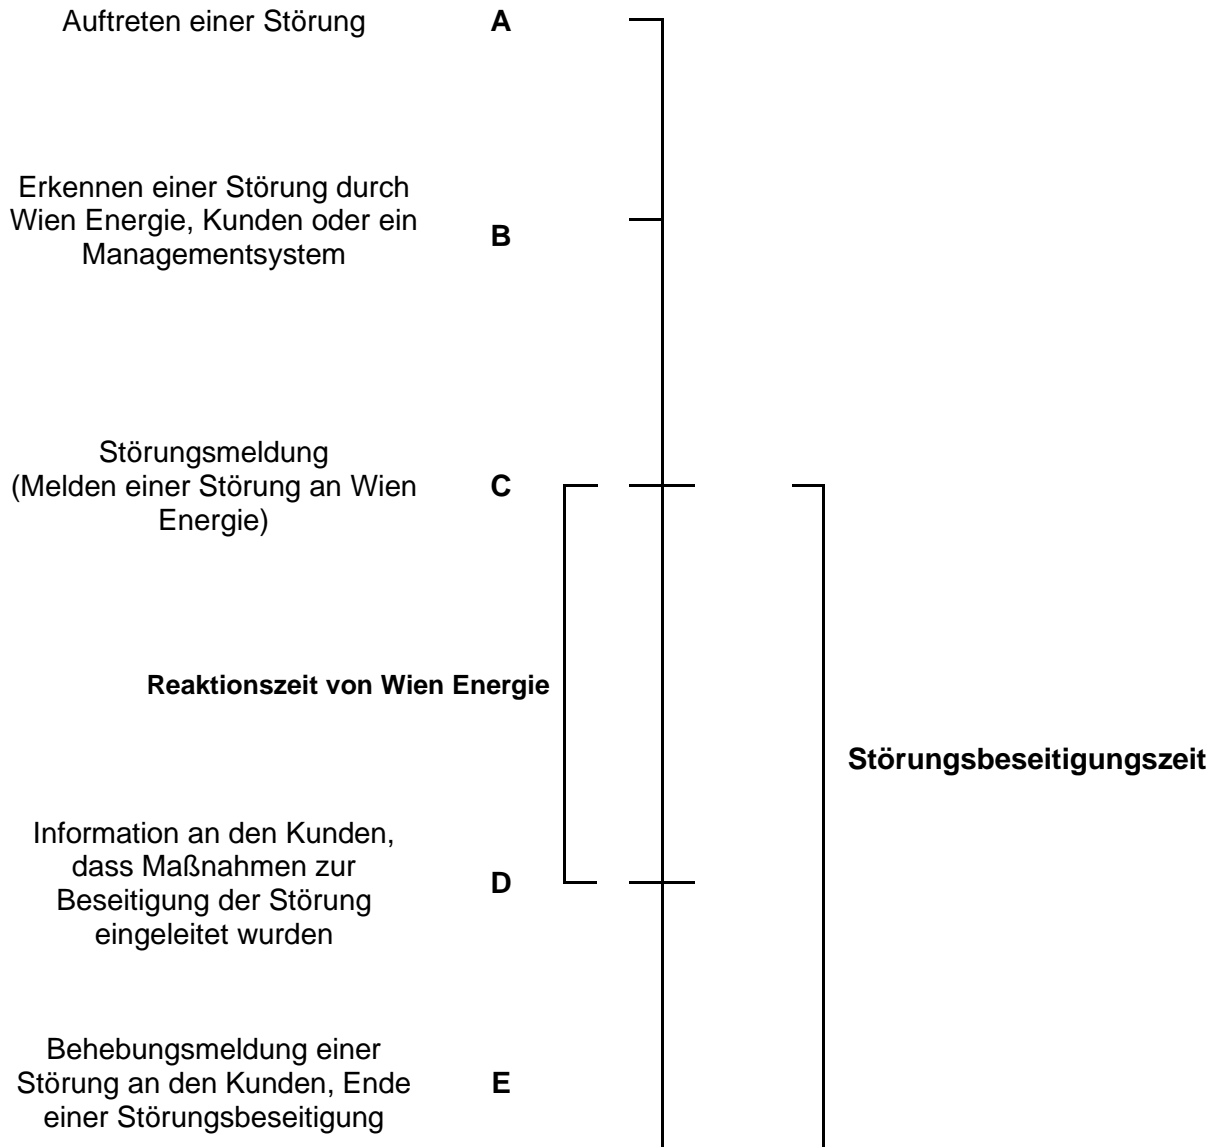 Auftreten einer Störung A
Erkennen einer Störung durch
Wien Energie, Kunden oder ein
Managementsystem
B
Störungsmeldung
(Melden einer Störung an Wien
Energie)
C
Reaktionszeit von Wien Energie
Störungsbeseitigungszeit
Information an den Kunden,
dass Maßnahmen zur
Beseitigung der Störung
eingeleitet wurden
D
Behebungsmeldung einer
Störung an den Kunden, Ende
einer Störungsbeseitigung
E